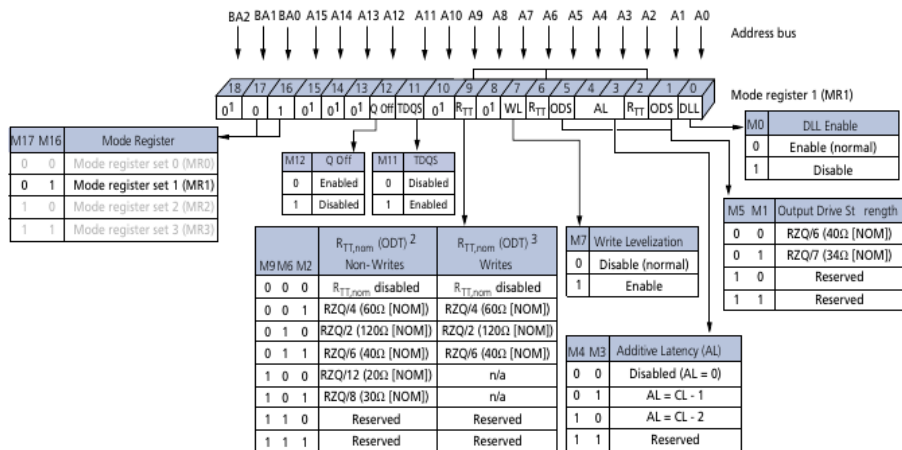 BA2 BA1 BA0 A15 A14 A13 A12 A11 A10 A9 A8 A7 A6 A5 A4 A3 A2 A1 A0
Address bus
18 17 16 15 14 13 12 11 10 9 8 7 6 5 4 3 2 1 0
0¹ 0 1 0¹ 0¹ 0¹ Q Off TDQS 0¹ RTT 0¹ WL RTT ODS AL RTT ODS DLL
Mode register 1 (MR1)
M17 M16 Mode Register
0 0 Mode register set 0 (MR0)
0 1 Mode register set 1 (MR1)
1 0 Mode register set 2 (MR2)
1 1 Mode register set 3 (MR3)
M12 Q Off
0 Enabled
1 Disabled
M11 TDQS
0 Disabled
1 Enabled
M0 DLL Enable
0 Enable (normal)
1 Disable
M5 M1 Output Drive St rength
0 0 RZQ/6 (40Ω [NOM])
0 1 RZQ/7 (34Ω [NOM])
1 0 Reserved
1 1 Reserved
M9 M6 M2 RTT,nom (ODT) ² Non-Writes RTT,nom (ODT) ³ Writes
0 0 0 RTT,nom disabled RTT,nom disabled
0 0 1 RZQ/4 (60Ω [NOM]) RZQ/4 (60Ω [NOM])
0 1 0 RZQ/2 (120Ω [NOM]) RZQ/2 (120Ω [NOM])
0 1 1 RZQ/6 (40Ω [NOM]) RZQ/6 (40Ω [NOM])
1 0 0 RZQ/12 (20Ω [NOM]) n/a
1 0 1 RZQ/8 (30Ω [NOM]) n/a
1 1 0 Reserved Reserved
1 1 1 Reserved Reserved
M7 Write Levelization
0 Disable (normal)
1 Enable
M4 M3 Additive Latency (AL)
0 0 Disabled (AL = 0)
0 1 AL = CL - 1
1 0 AL = CL - 2
1 1 Reserved